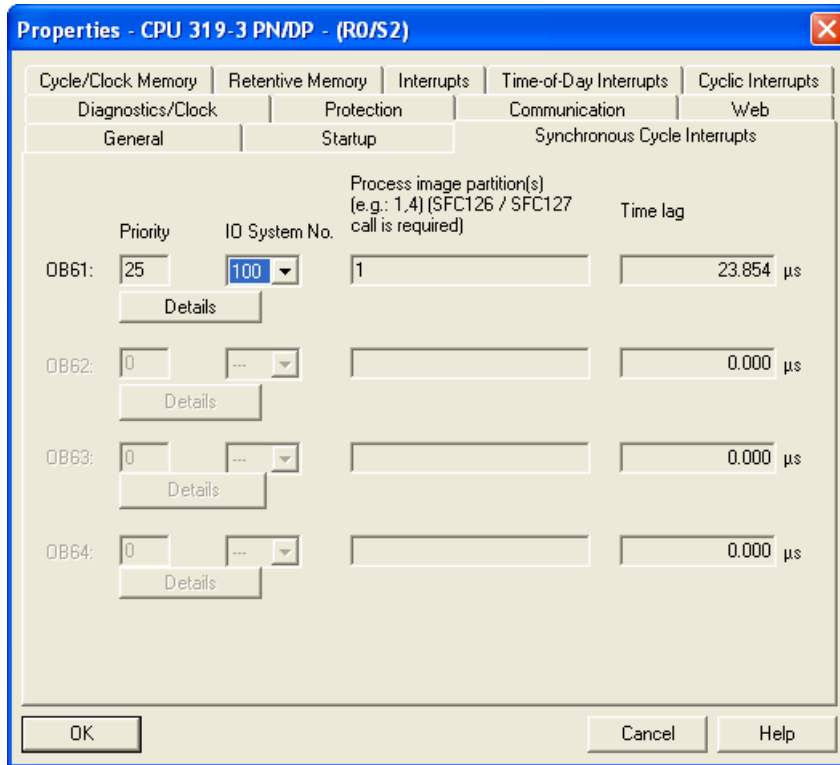 Properties - CPU 319-3 PN/DP - (R0/S2)
Cycle/Clock Memory Retentive Memory Interrupts Time-of-Day Interrupts Cyclic Interrupts
Diagnostics/Clock Protection Communication Web
General Startup Synchronous Cycle Interrupts
Process image partition(s)
(e.g.: 1,4) (SFC126 / SFC127
call is required)
Priority IO System No. Time lag
OB61: 25 100 1 23.854 µs
Details
OB62: 0 --- 0.000 µs
Details
OB63: 0 --- 0.000 µs
Details
OB64: 0 --- 0.000 µs
Details
OK Cancel Help